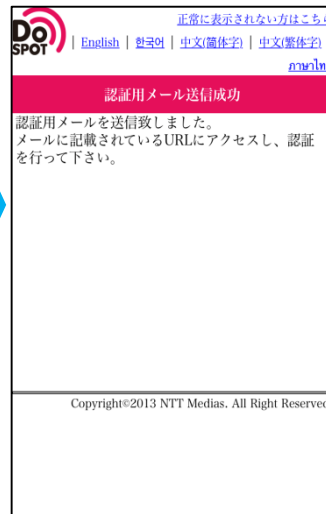 Do
SPOT
正常に表示されない方はこちら
| English | 한국어 | 中文(简体字) | 中文(繁体字)
ภาษาไท
認証用メール送信成功
認証用メールを送信致しました。
メールに記載されているURLにアクセスし、認証
を行って下さい。
Copyright©2013 NTT Medias. All Right Reserved